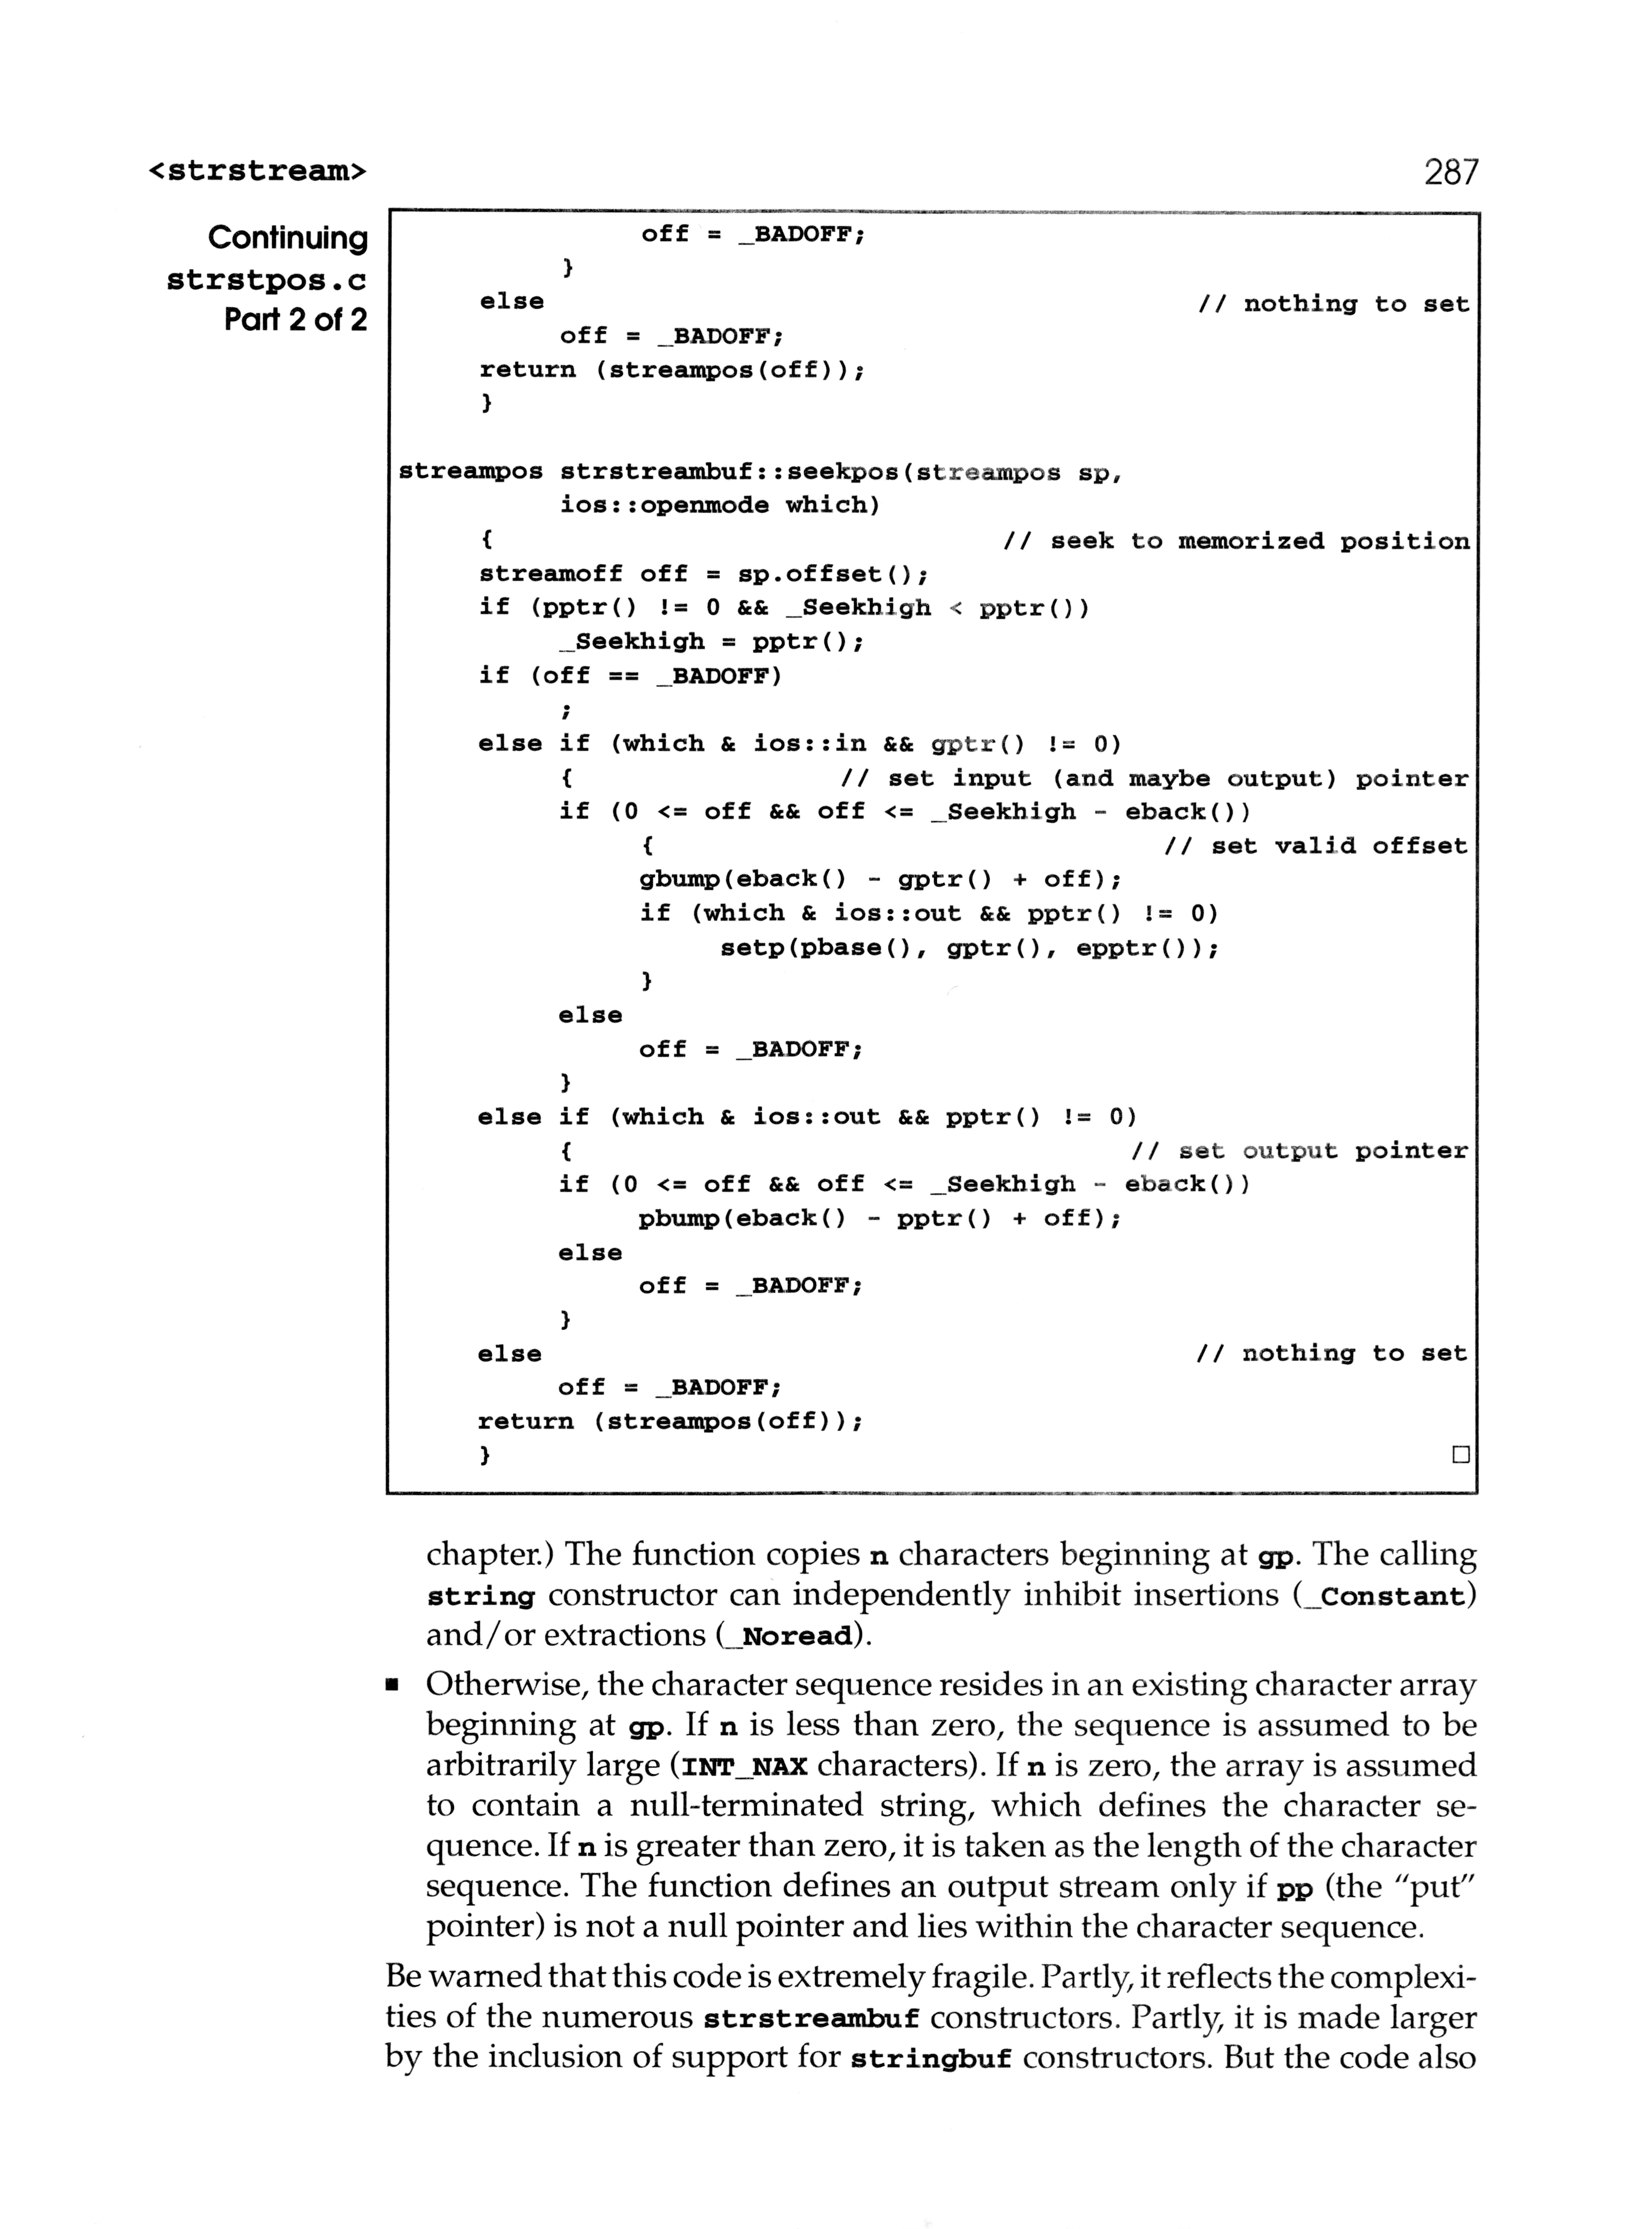 <strstream>
287
Continuing
strstpos.c
Part 2 of 2
off = _BADOFF;
}
else // nothing to set
off = _BADOFF;
return (streampos(off));
}
streampos strstreambuf::seekpos(streampos sp,
ios::openmode which)
{ // seek to memorized position
streamoff off = sp.offset();
if (pptr() != 0 && _Seekhigh < pptr())
_Seekhigh = pptr();
if (off == _BADOFF)
;
else if (which & ios::in && gptr() != 0)
{ // set input (and maybe output) pointer
if (0 <= off && off <= _Seekhigh - eback())
{ // set valid offset
gbump(eback() - gptr() + off);
if (which & ios::out && pptr() != 0)
setp(pbase(), gptr(), epptr());
}
else
off = _BADOFF;
}
else if (which & ios::out && pptr() != 0)
{ // set output pointer
if (0 <= off && off <= _Seekhigh - eback())
pbump(eback() - pptr() + off);
else
off = _BADOFF;
}
else // nothing to set
off = _BADOFF;
return (streampos(off));
} □
chapter.) The function copies n characters beginning at gp. The calling
string constructor can independently inhibit insertions (_Constant)
and/or extractions (_Noread).
▪ Otherwise, the character sequence resides in an existing character array
beginning at gp. If n is less than zero, the sequence is assumed to be
arbitrarily large (INT_NAX characters). If n is zero, the array is assumed
to contain a null-terminated string, which defines the character se-
quence. If n is greater than zero, it is taken as the length of the character
sequence. The function defines an output stream only if pp (the "put"
pointer) is not a null pointer and lies within the character sequence.
Be warned that this code is extremely fragile. Partly, it reflects the complexi-
ties of the numerous strstreambuf constructors. Partly, it is made larger
by the inclusion of support for stringbuf constructors. But the code also